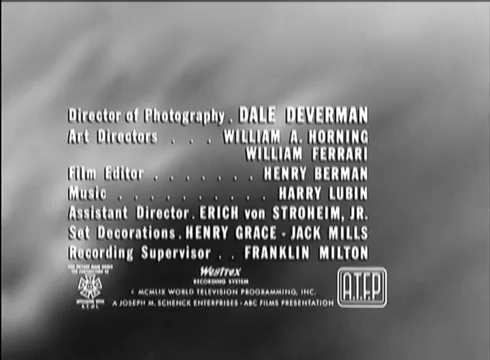 Director of Photography . DALE DEVERMAN
Art Directors . . . WILLIAM A. HORNING
WILLIAM FERRARI
Film Editor . . . . . . . HENRY BERMAN
Music . . . . . . . . . . HARRY LUBIN
Assistant Director . ERICH von STROHEIM, JR.
Set Decorations . HENRY GRACE - JACK MILLS
Recording Supervisor . . FRANKLIN MILTON
Westrex
RECORDING SYSTEM
MCMLIX WORLD TELEVISION PROGRAMMING, INC.
A JOSEPH M. SCHENCK ENTERPRISES - ABC FILMS PRESENTATION
A.T.F.P